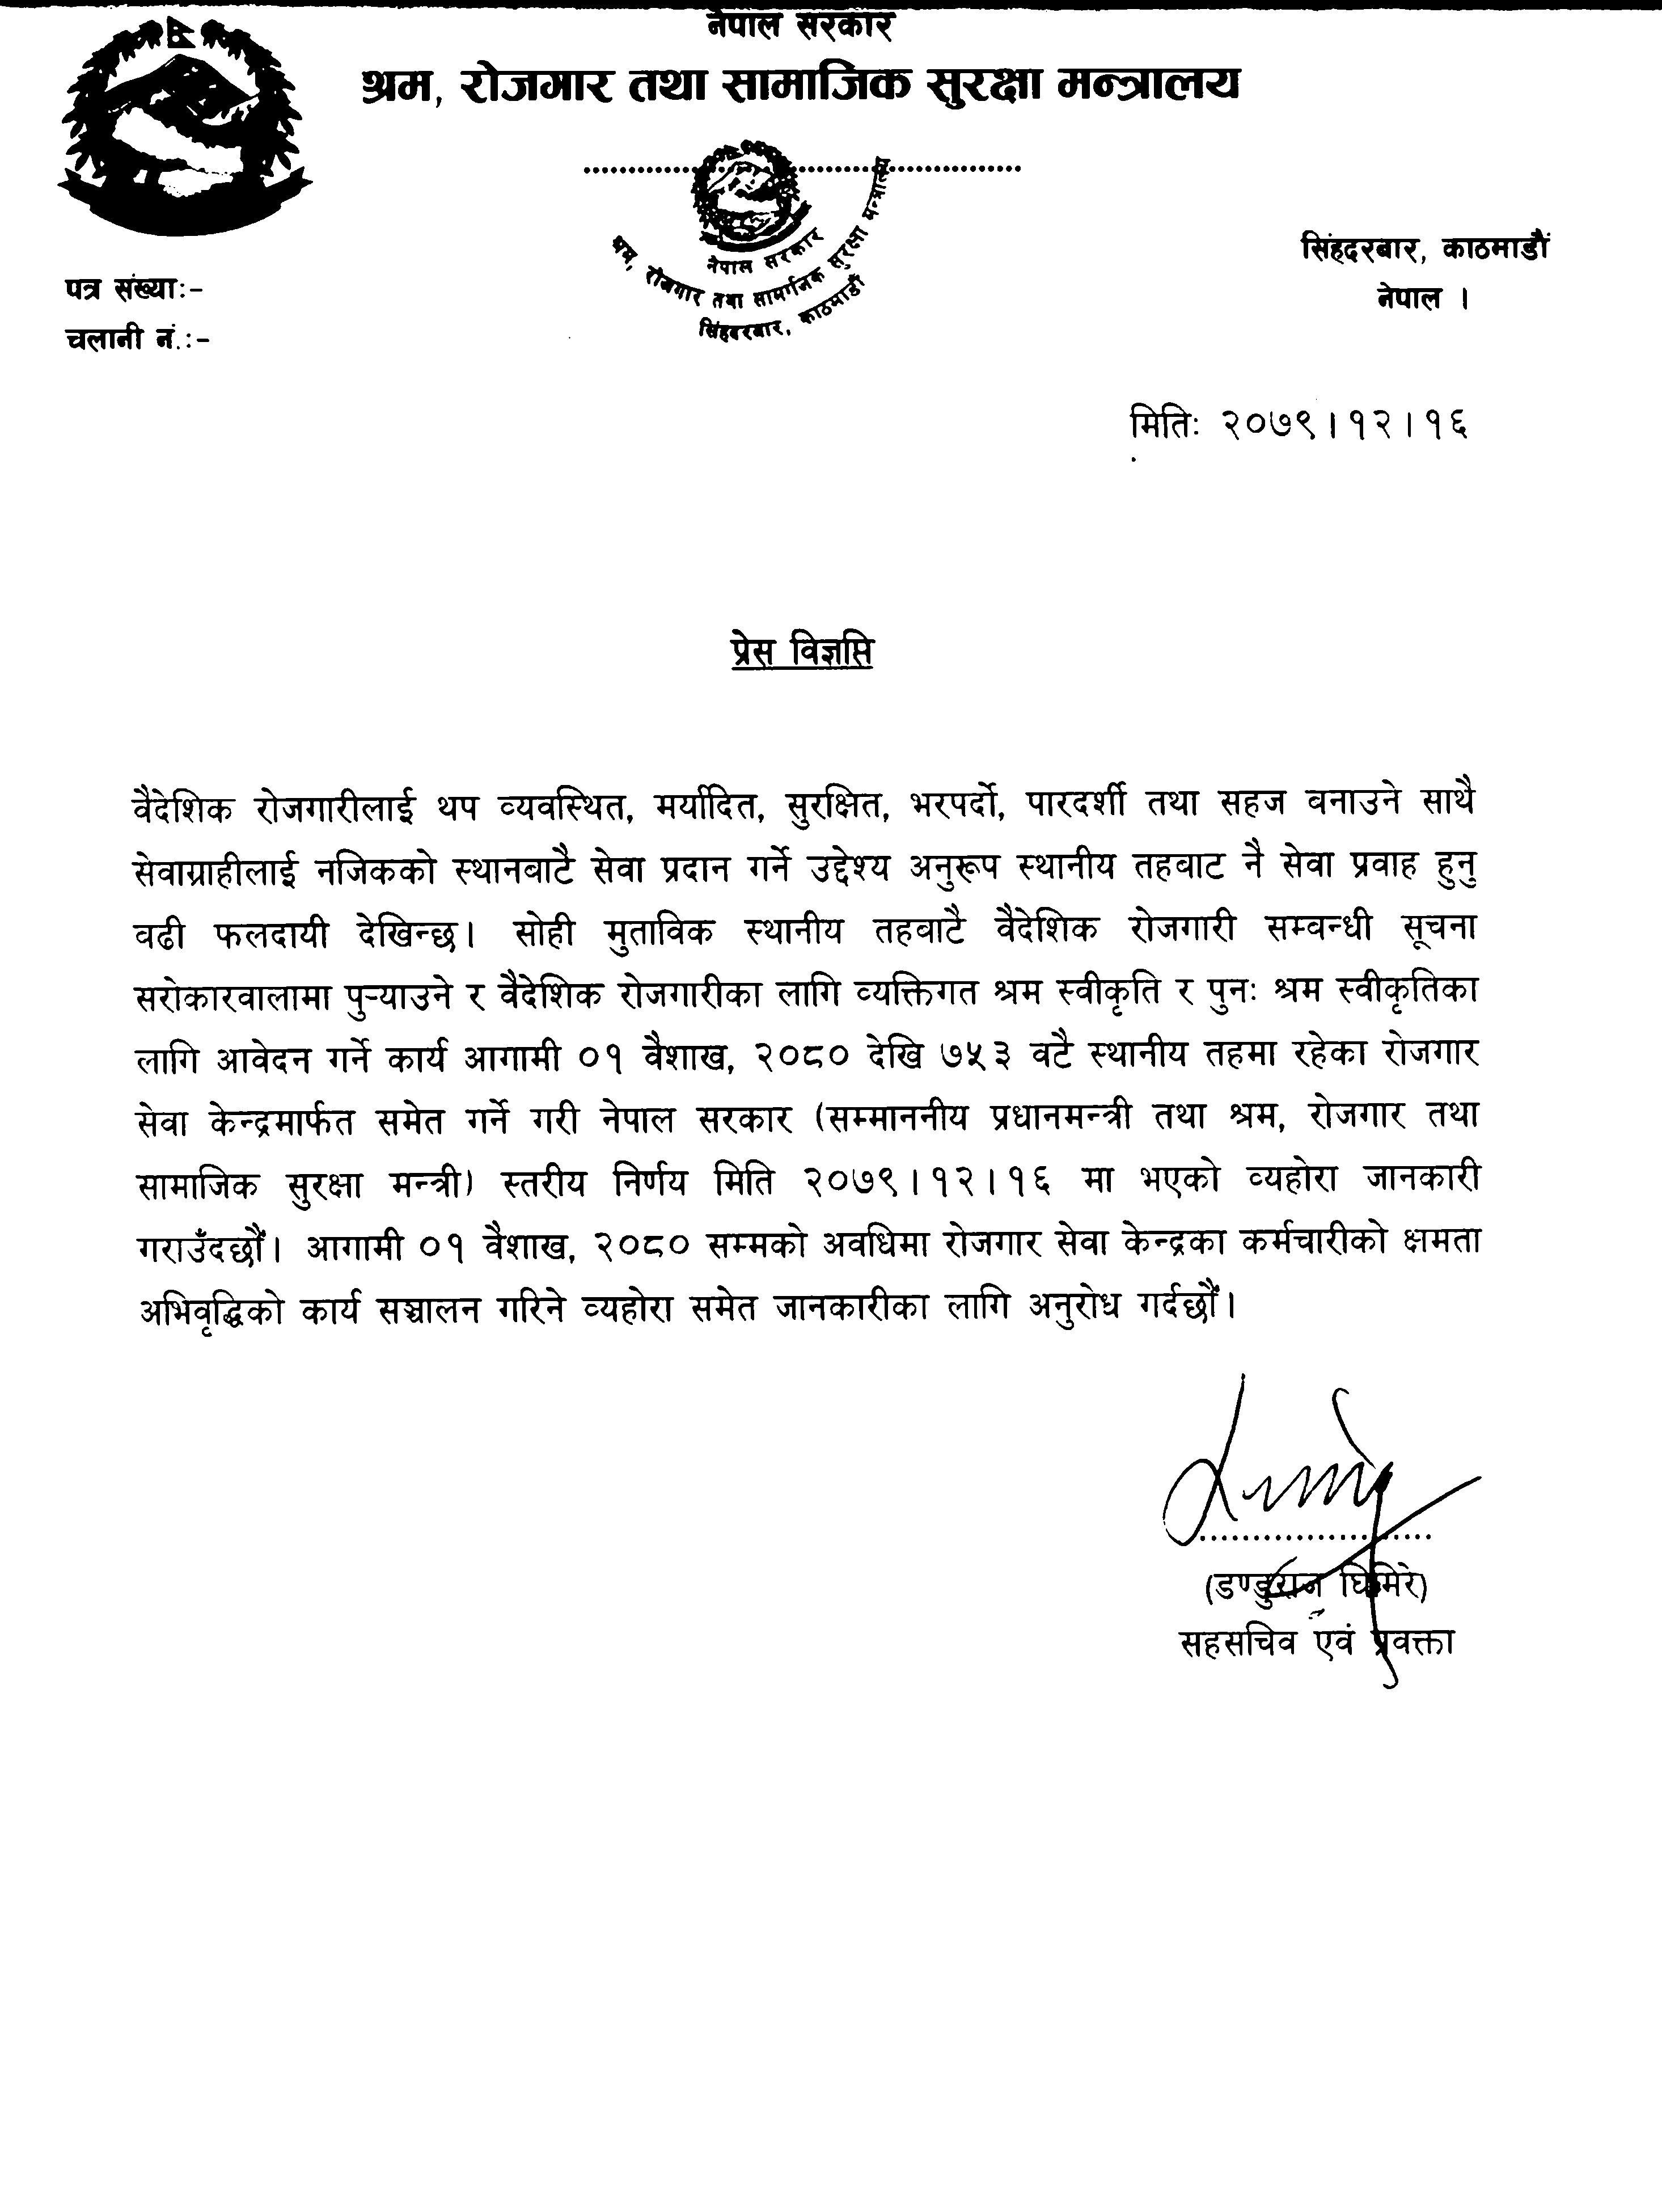 नेपाल सरकार
श्रम, रोजगार तथा सामाजिक सुरक्षा मन्त्रालय
नेपाल सरकार
श्रम, रोजगार तथा सामाजिक सुरक्षा मन्त्रालय
सिंहदरबार, काठमाडौं
सिंहदरबार, काठमाडौं
नेपाल ।
पत्र संख्याः-
चलानी नं.:-
मितिः २०७९।१२।१६
प्रेस विज्ञप्ति
वैदेशिक रोजगारीलाई थप व्यवस्थित, मर्यादित, सुरक्षित, भरपर्दो, पारदर्शी तथा सहज बनाउने साथै
सेवाग्राहीलाई नजिकको स्थानबाटै सेवा प्रदान गर्ने उद्देश्य अनुरूप स्थानीय तहबाट नै सेवा प्रवाह हुनु
वढी फलदायी देखिन्छ। सोही मुताविक स्थानीय तहबाटै वैदेशिक रोजगारी सम्बन्धी सूचना
सरोकारवालामा पुऱ्याउने र वैदेशिक रोजगारीका लागि व्यक्तिगत श्रम स्वीकृति र पुनः श्रम स्वीकृतिका
लागि आवेदन गर्ने कार्य आगामी ०१ वैशाख, २०८० देखि ७५३ वटै स्थानीय तहमा रहेका रोजगार
सेवा केन्द्रमार्फत समेत गर्ने गरी नेपाल सरकार (सम्माननीय प्रधानमन्त्री तथा श्रम, रोजगार तथा
सामाजिक सुरक्षा मन्त्री) स्तरीय निर्णय मिति २०७९।१२।१६ मा भएको व्यहोरा जानकारी
गराउँदछौं। आगामी ०१ वैशाख, २०८० सम्मको अवधिमा रोजगार सेवा केन्द्रका कर्मचारीको क्षमता
अभिवृद्धिको कार्य सञ्चालन गरिने व्यहोरा समेत जानकारीका लागि अनुरोध गर्दछौं।
(डण्डुराज घिमिरे)
सहसचिव एवं प्रवक्ता